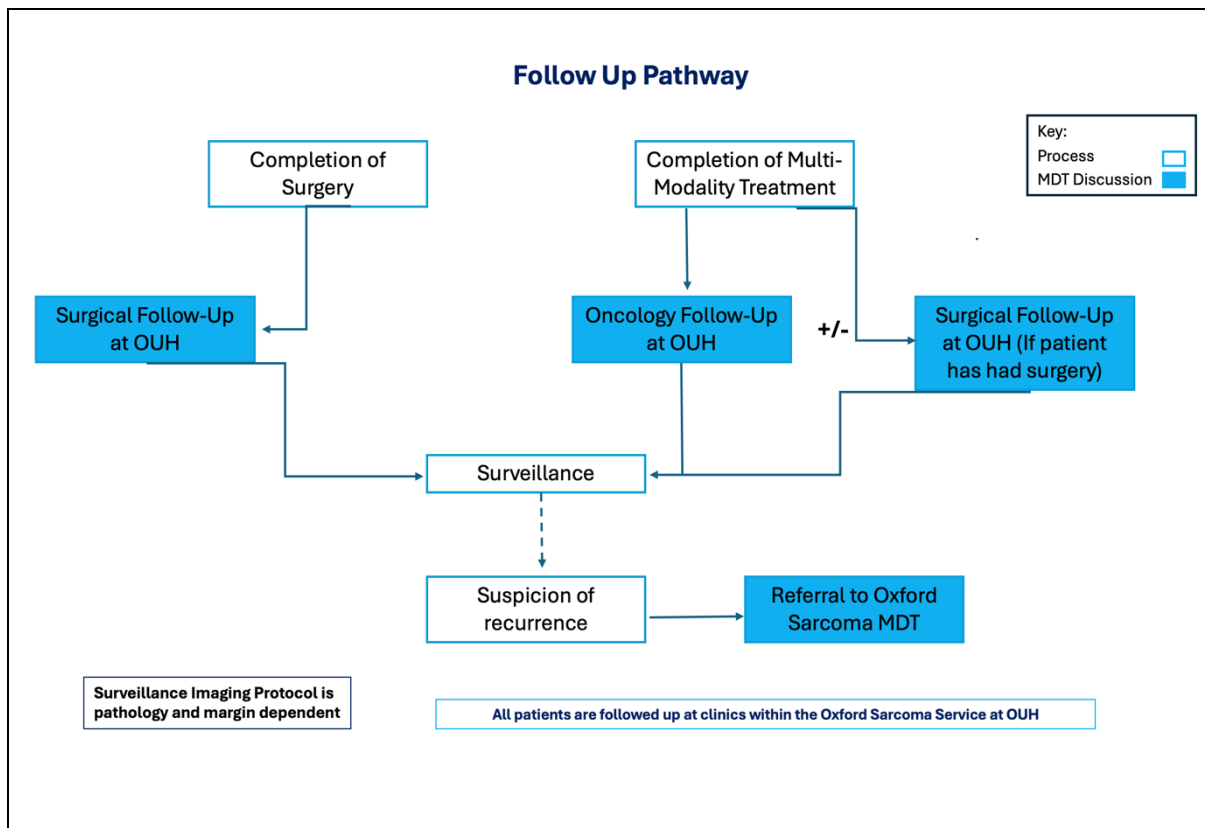 Follow Up Pathway
Key:
Process
MDT Discussion
Completion of
Surgery
Completion of Multi-
Modality Treatment
Surgical Follow-Up
at OUH
Oncology Follow-Up
at OUH
+/-
Surgical Follow-Up
at OUH (If patient
has had surgery)
Surveillance
Suspicion of
recurrence
Referral to Oxford
Sarcoma MDT
Surveillance Imaging Protocol is
pathology and margin dependent
All patients are followed up at clinics within the Oxford Sarcoma Service at OUH